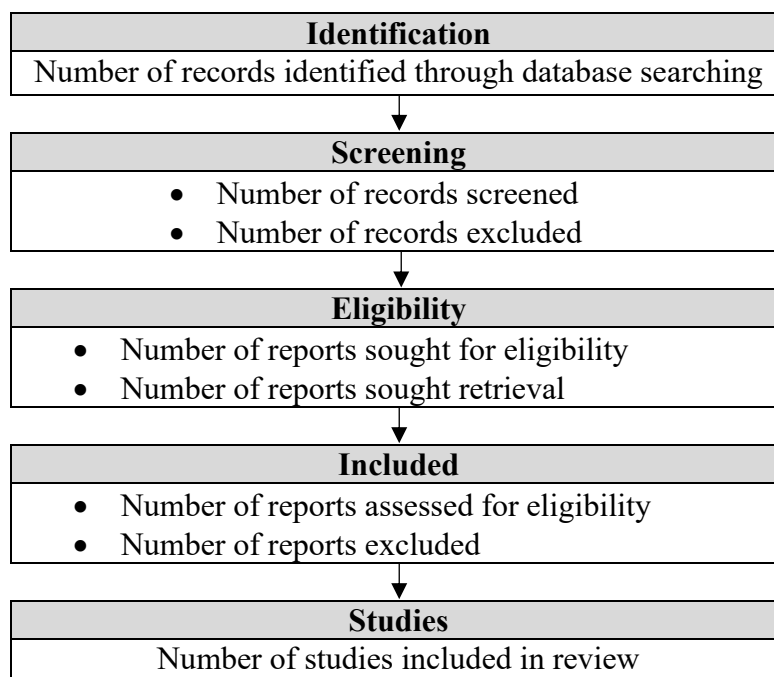 Identification
Number of records identified through database searching
Screening
• Number of records screened
• Number of records excluded
Eligibility
• Number of reports sought for eligibility
• Number of reports sought retrieval
Included
• Number of reports assessed for eligibility
• Number of reports excluded
Studies
Number of studies included in review